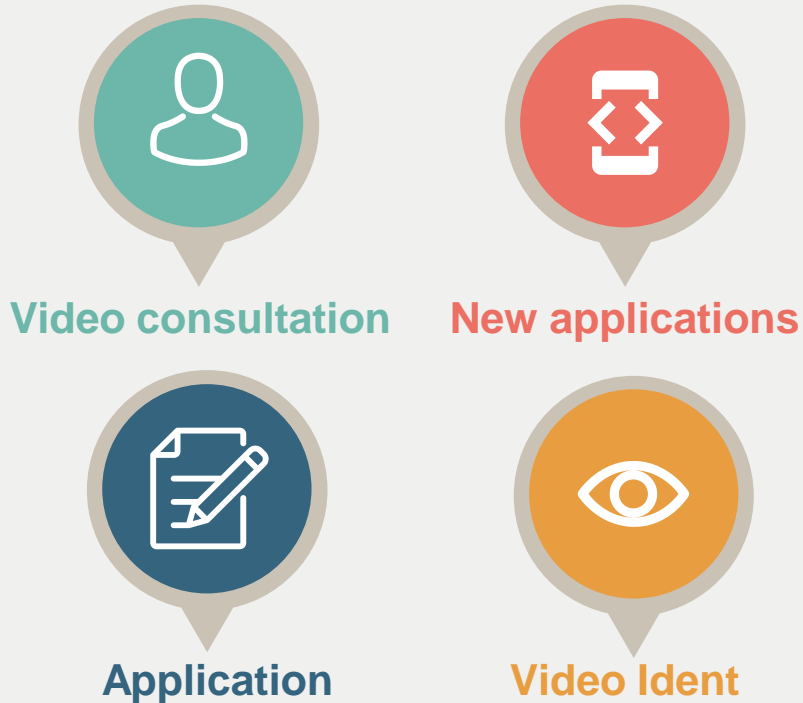 Video consultation
New applications
Application
Video Ident